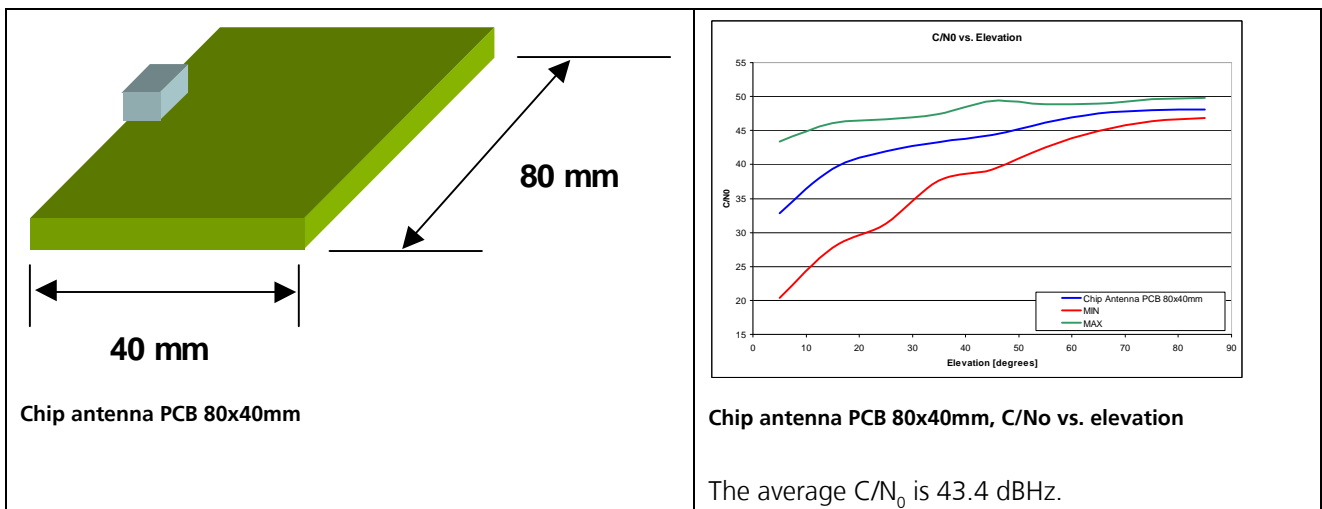 80 mm
40 mm
Chip antenna PCB 80x40mm
C/N0 vs. Elevation
55
50
45
40
35
30
25
20
15
C/N0
0 10 20 30 40 50 60 70 80 90
Elevation [degrees]
Chip Antenna PCB 80x40mm
MIN
MAX
Chip antenna PCB 80x40mm, C/No vs. elevation
The average C/N₀ is 43.4 dBHz.